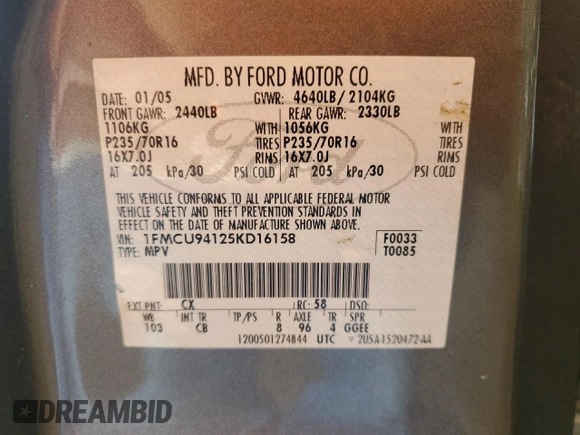 MFD. BY FORD MOTOR CO.
DATE: 01/05 GVWR: 4640LB/ 2104KG
FRONT GAWR: 2440LB REAR GAWR: 2330LB
1106KG WITH 1056KG WITH
P235/70R16 TIRES P235/70R16 TIRES
16X7.0J RIMS 16X7.0J RIMS
AT 205 kPa/30 PSI COLD AT 205 kPa/30 PSI COLD
THIS VEHICLE CONFORMS TO ALL APPLICABLE FEDERAL MOTOR
VEHICLE SAFETY AND THEFT PREVENTION STANDARDS IN
EFFECT ON THE DATE OF MANUFACTURE SHOWN ABOVE.
VIN: 1FMCU94125KD16158 F0033
TYPE: MPV T0085
EXT PNT: CX RC: 58 DSO:
WB INT TR TP/PS R AXLE TR SPR
103 CB 8 96 4 GGEE
1200501274844 UTC 2U5A-1520472-AA
Ford
DREAMBID